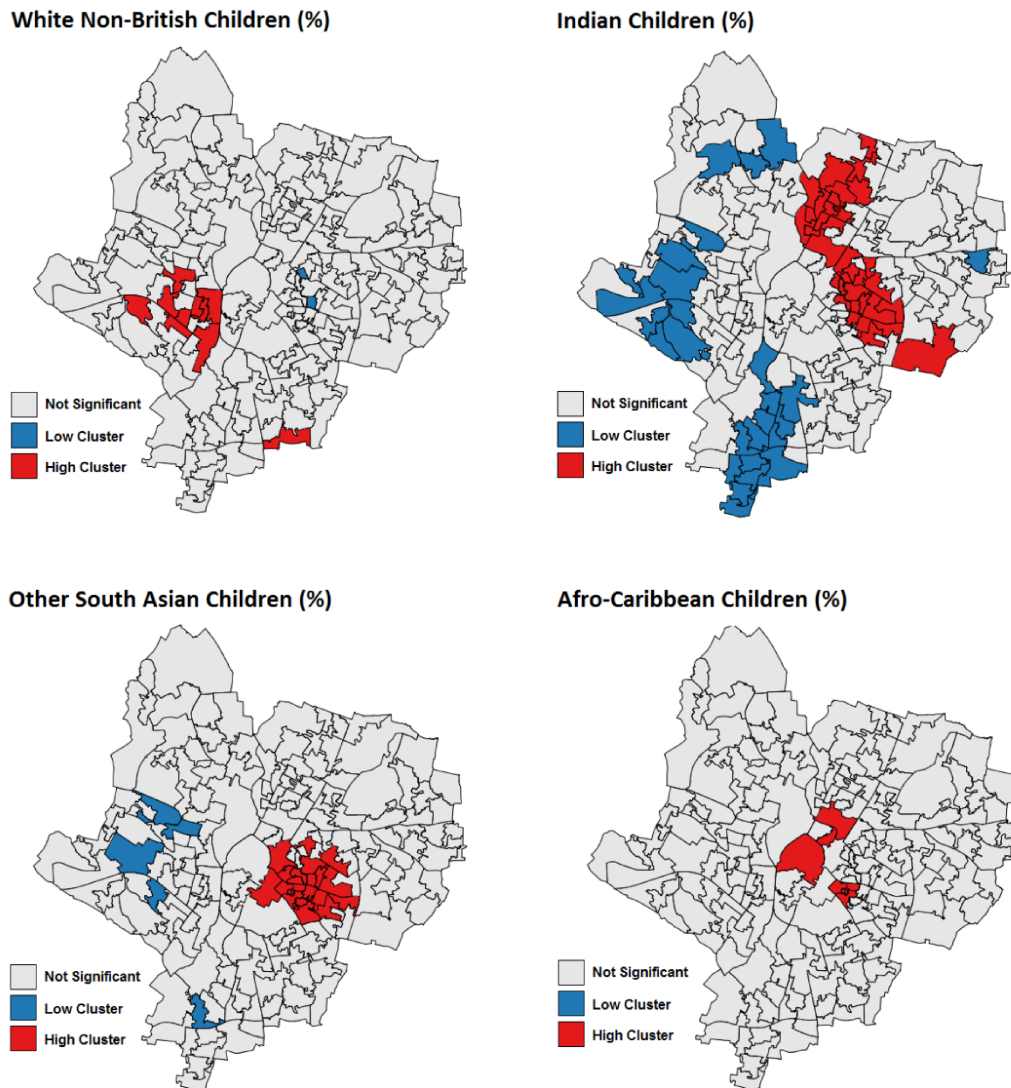 White Non-British Children (%)
Indian Children (%)
Not Significant
Low Cluster
High Cluster
Not Significant
Low Cluster
High Cluster
Other South Asian Children (%)
Afro-Caribbean Children (%)
Not Significant
Low Cluster
High Cluster
Not Significant
Low Cluster
High Cluster